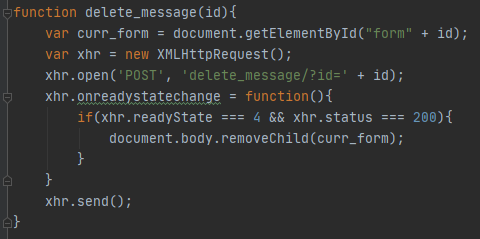 function delete_message(id){
    var curr_form = document.getElementById("form" + id);
    var xhr = new XMLHttpRequest();
    xhr.open('POST', 'delete_message/?id=' + id);
    xhr.onreadystatechange = function(){
        if(xhr.readyState === 4 && xhr.status === 200){
            document.body.removeChild(curr_form);
        }
    }
    xhr.send();
}